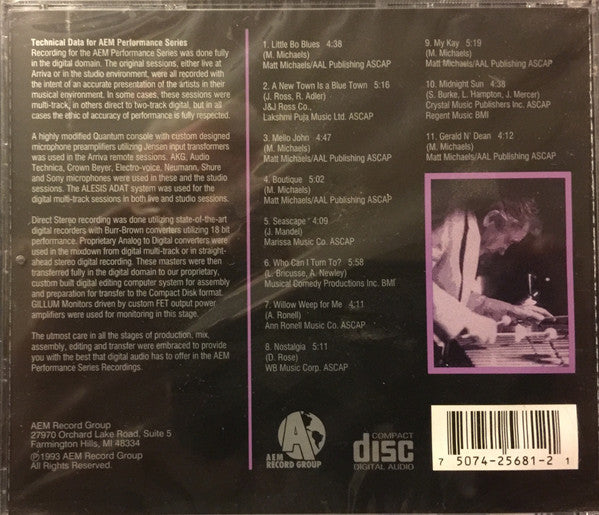 Technical Data for AEM Performance Series
Recording for the AEM Performance Series was done fully
in the digital domain. The original sessions, either live at
Arriva or in the studio environment, were all recorded with
the intent of an accurate presentation of the artists in their
musical environment. In some cases, these sessions were
multi-track, in others direct to two-track digital, but in all
cases the ethic of accuracy of performance is fully respected.
A highly modified Quantum console with custom designed
microphone preamplifiers utilizing Jensen input transformers
was used in the Arriva remote sessions. AKG, Audio
Technica, Crown Beyer, Electro-voice, Neumann, Shure
and Sony microphones were used in these and the studio
sessions. The ALESIS ADAT system was used for the
digital multi-track sessions in both live and studio sessions.
Direct Stereo recording was done utilizing state-of-the-art
digital recorders with Burr-Brown converters utilizing 18 bit
performance. Proprietary Analog to Digital converters were
used in the mixdown from digital multi-track or in straight-
ahead stereo digital recording. These masters were then
transferred fully in the digital domain to our proprietary,
custom built digital editing computer system for assembly
and preparation for transfer to the Compact Disk format.
GILLUM Monitors driven by custom FET output power
amplifiers were used for monitoring in this stage.
The utmost care in all the stages of production, mix,
assembly, editing and transfer were embraced to provide
you with the best that digital audio has to offer in the AEM
Performance Series Recordings.
AEM Record Group
27970 Orchard Lake Road, Suite 5
Farmington Hills, MI 48334
℗1993 AEM Record Group
All Rights Reserved.
1. Little Bo Blues 4:38
(M. Michaels)
Matt Michaels/AAL Publishing ASCAP
2. A New Town Is a Blue Town 5:16
(J. Ross, R. Adler)
J&J Ross Co.,
Lakshmi Puja Music Ltd. ASCAP
3. Mello John 4:47
(M. Michaels)
Matt Michaels/AAL Publishing ASCAP
4. Boutique 5:02
(M. Michaels)
Matt Michaels/AAL Publishing ASCAP
5. Seascape 4:09
(J. Mandel)
Marissa Music Co. ASCAP
6. Who Can I Turn To? 5:58
(L. Bricusse, A. Newley)
Musical Comedy Productions Inc. BMI
7. Willow Weep for Me 4:11
(A. Ronell)
Ann Ronell Music Co. ASCAP
8. Nostalgia 5:11
(D. Rose)
WB Music Corp. ASCAP
9. My Kay 5:19
(M. Michaels)
Matt Michaels/AAL Publishing ASCAP
10. Midnight Sun 4:38
(S. Burke, L. Hampton, J. Mercer)
Crystal Music Publishers Inc. ASCAP
Regent Music BMI
11. Gerald N' Dean 4:12
(M. Michaels)
Matt Michaels/AAL Publishing ASCAP
A
AEM
RECORD GROUP
COMPACT
disc
DIGITAL AUDIO
7 5074-25681-2 1